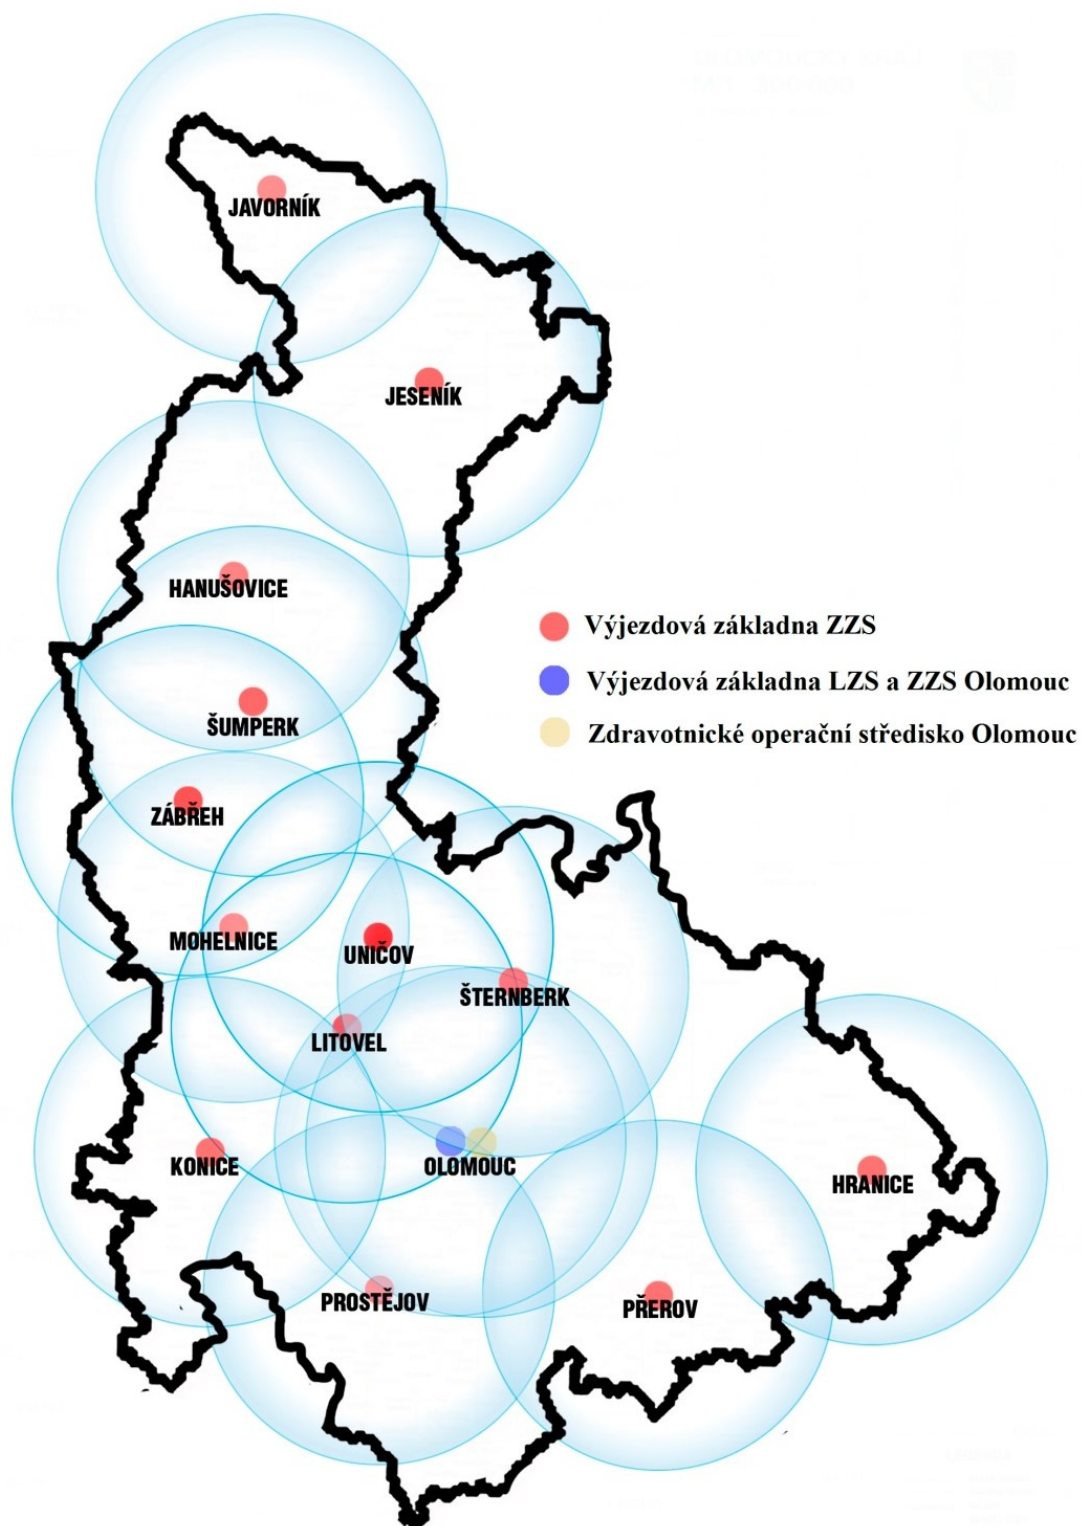 JAVORNÍK
JESENÍK
HANUŠOVICE
Výjezdová základna ZZS
Výjezdová základna LZS a ZZS Olomouc
Zdravotnické operační středisko Olomouc
ŠUMPERK
ZÁBŘEH
MOHELNICE
UNIČOV
ŠTERNBERK
LITOVEL
KONICE
OLOMOUC
HRANICE
PROSTĚJOV
PŘEROV